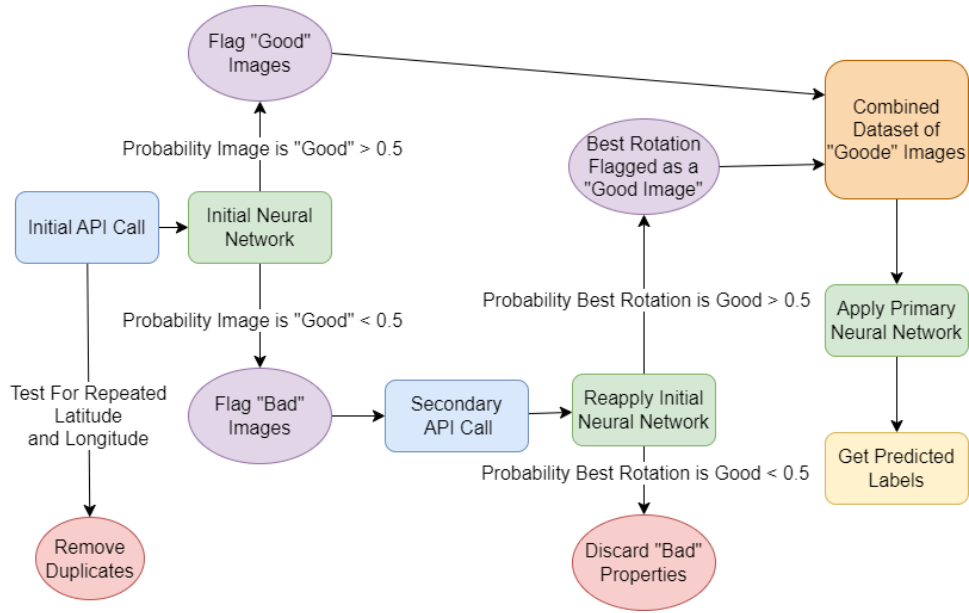 Flag "Good"
Images
Combined
Dataset of
"Goode" Images
Probability Image is "Good" > 0.5
Best Rotation
Flagged as a
"Good Image"
Initial API Call
Initial Neural
Network
Probability Best Rotation is Good > 0.5
Apply Primary
Neural Network
Probability Image is "Good" < 0.5
Test For Repeated
Latitude
and Longitude
Flag "Bad"
Images
Secondary
API Call
Reapply Initial
Neural Network
Get Predicted
Labels
Probability Best Rotation is Good < 0.5
Remove
Duplicates
Discard "Bad"
Properties